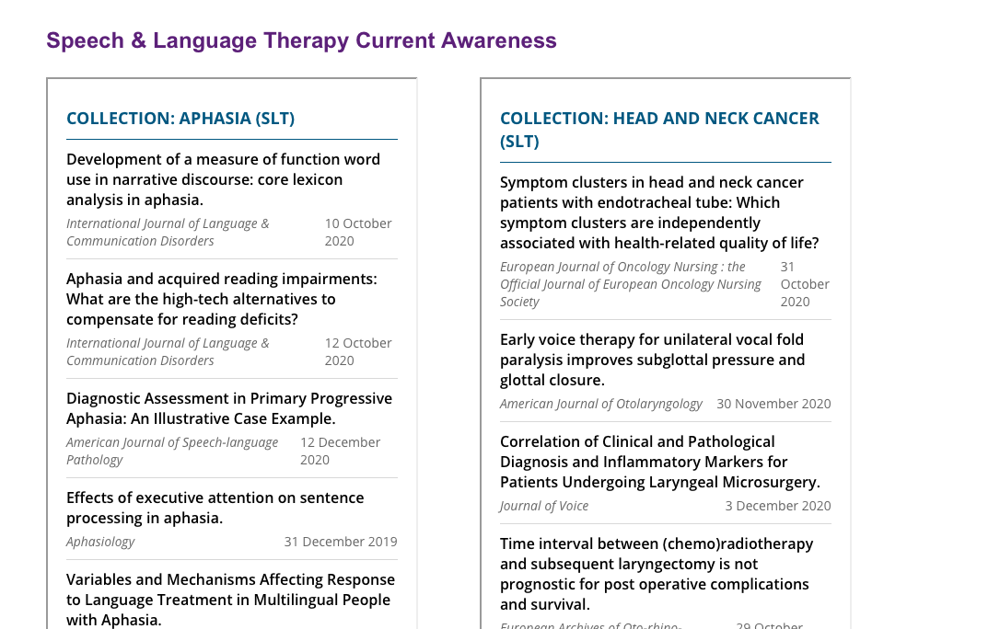 Speech & Language Therapy Current Awareness
COLLECTION: APHASIA (SLT)
Development of a measure of function word
use in narrative discourse: core lexicon
analysis in aphasia.
International Journal of Language &
Communication Disorders
10 October
2020
Aphasia and acquired reading impairments:
What are the high-tech alternatives to
compensate for reading deficits?
International Journal of Language &
Communication Disorders
12 October
2020
Diagnostic Assessment in Primary Progressive
Aphasia: An Illustrative Case Example.
American Journal of Speech-language
Pathology
12 December
2020
Effects of executive attention on sentence
processing in aphasia.
Aphasiology
31 December 2019
Variables and Mechanisms Affecting Response
to Language Treatment in Multilingual People
with Aphasia.
COLLECTION: HEAD AND NECK CANCER
(SLT)
Symptom clusters in head and neck cancer
patients with endotracheal tube: Which
symptom clusters are independently
associated with health-related quality of life?
European Journal of Oncology Nursing : the
Official Journal of European Oncology Nursing
Society
31
October
2020
Early voice therapy for unilateral vocal fold
paralysis improves subglottal pressure and
glottal closure.
American Journal of Otolaryngology
30 November 2020
Correlation of Clinical and Pathological
Diagnosis and Inflammatory Markers for
Patients Undergoing Laryngeal Microsurgery.
Journal of Voice
3 December 2020
Time interval between (chemo)radiotherapy
and subsequent laryngectomy is not
prognostic for post operative complications
and survival.
European Archives of Oto-rhino-
29 October